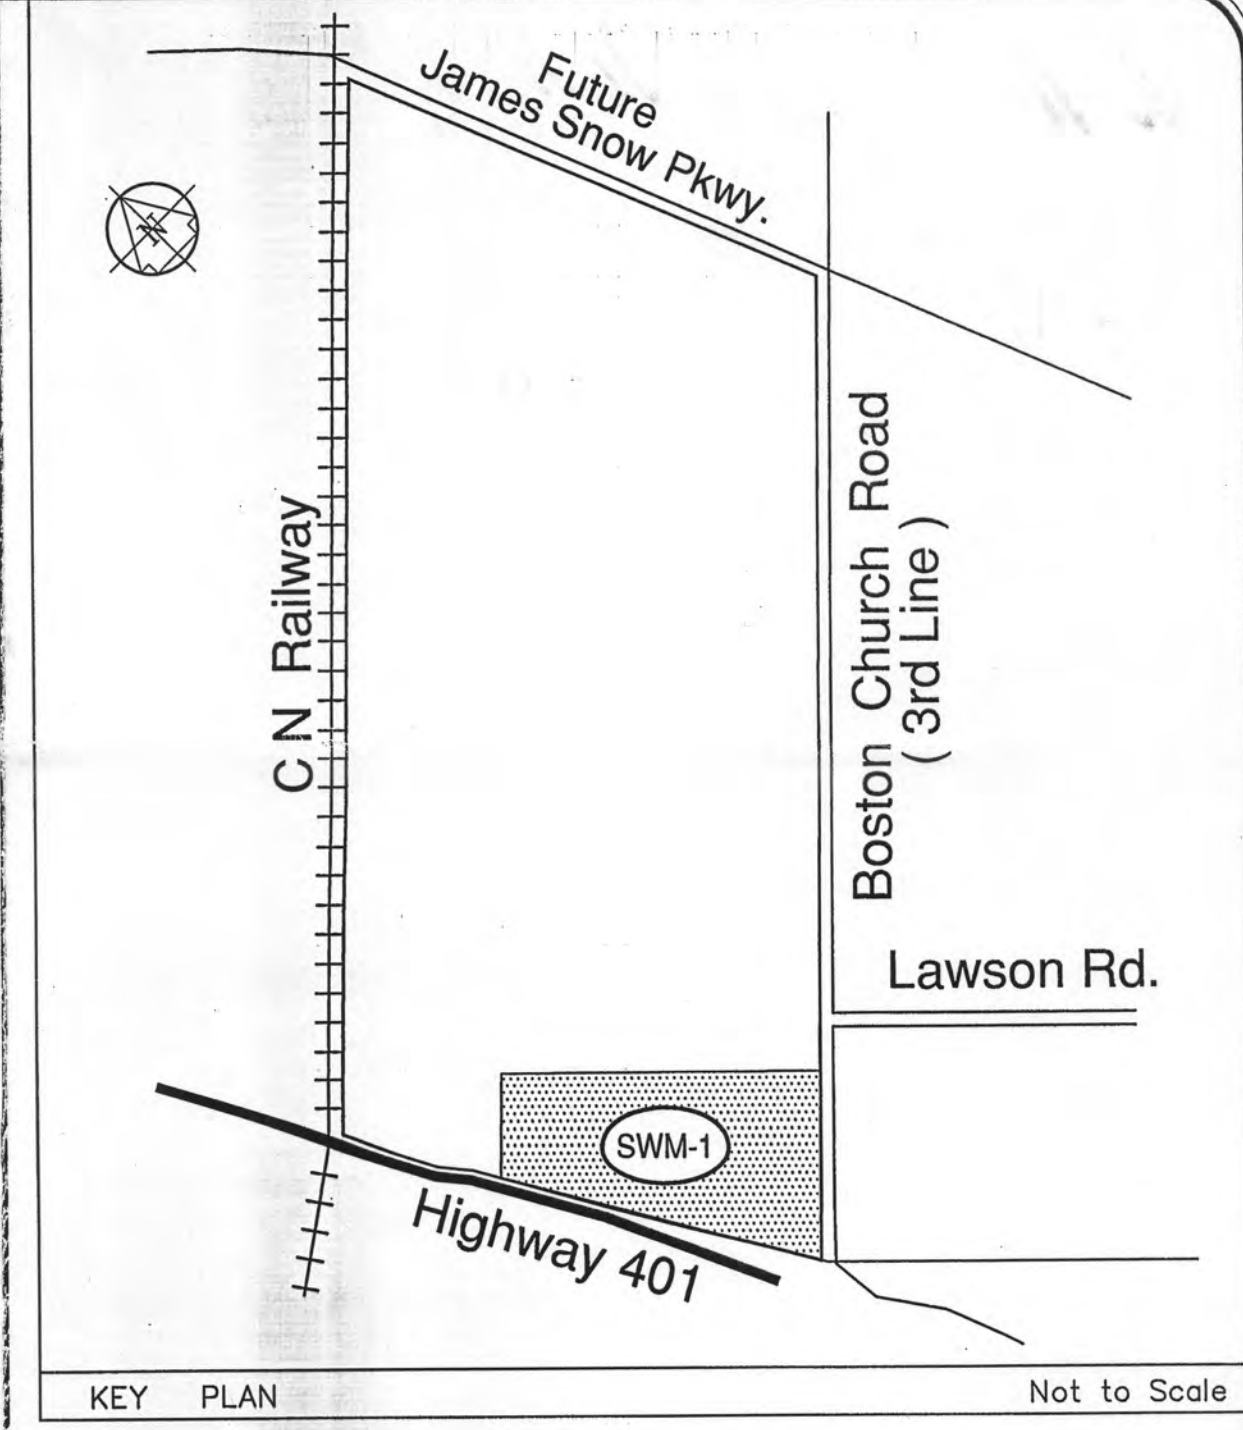 Future
James Snow Pkwy.
N
C N Railway
Boston Church Road
( 3rd Line )
Lawson Rd.
SWM-1
Highway 401
KEY PLAN
Not to Scale